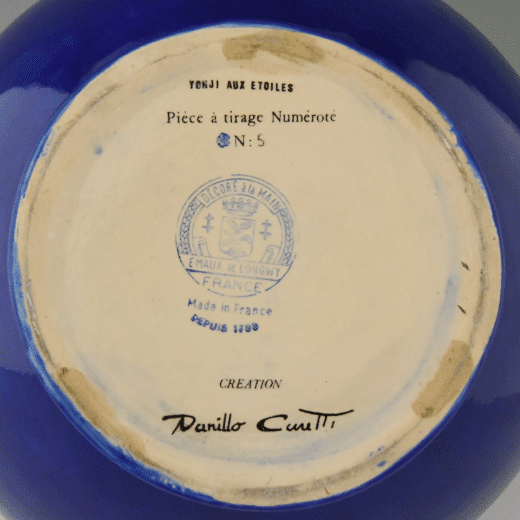 YONJI AUX ETOILES
Pièce à tirage Numéroté
N: 5
DÉCORÉ à la MAIN
EMAUX DE LONGWY
FRANCE
Made in France
DEPUIS 1798
CREATION
Danillo Curetti